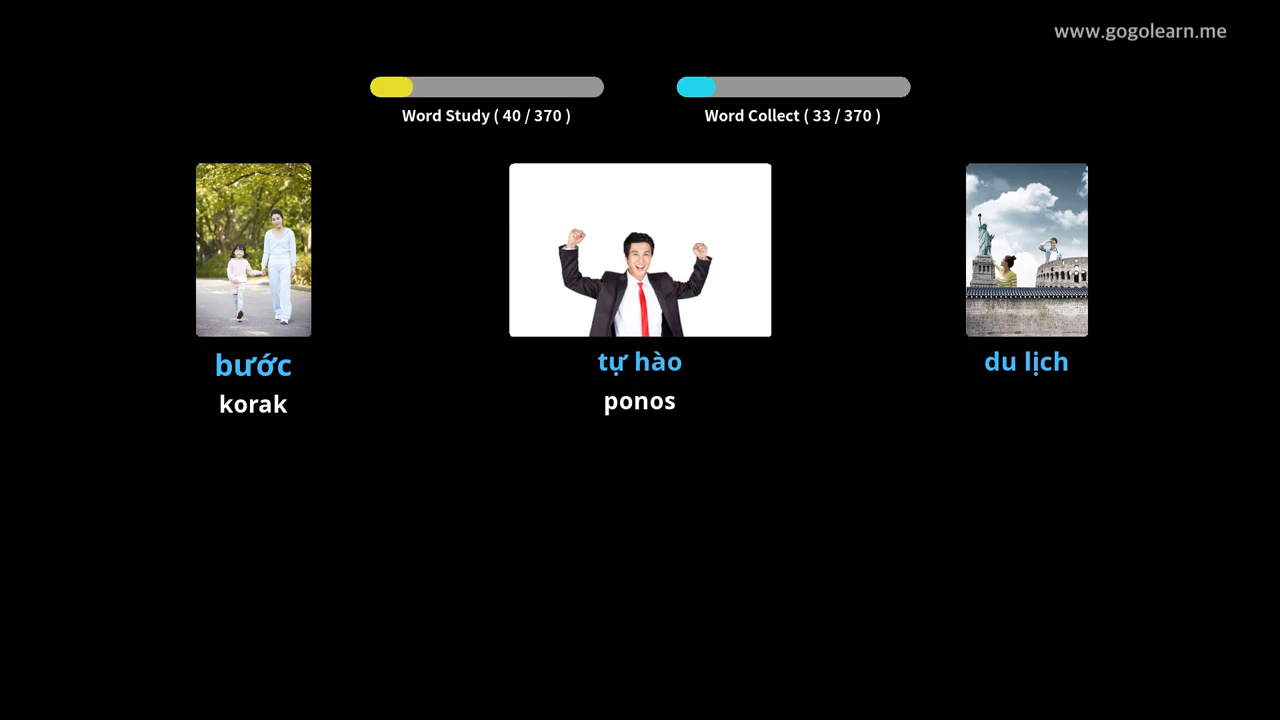 www.gogolearn.me
Word Study ( 40 / 370 )
Word Collect ( 33 / 370 )
bước
tự hào
du lịch
korak
ponos